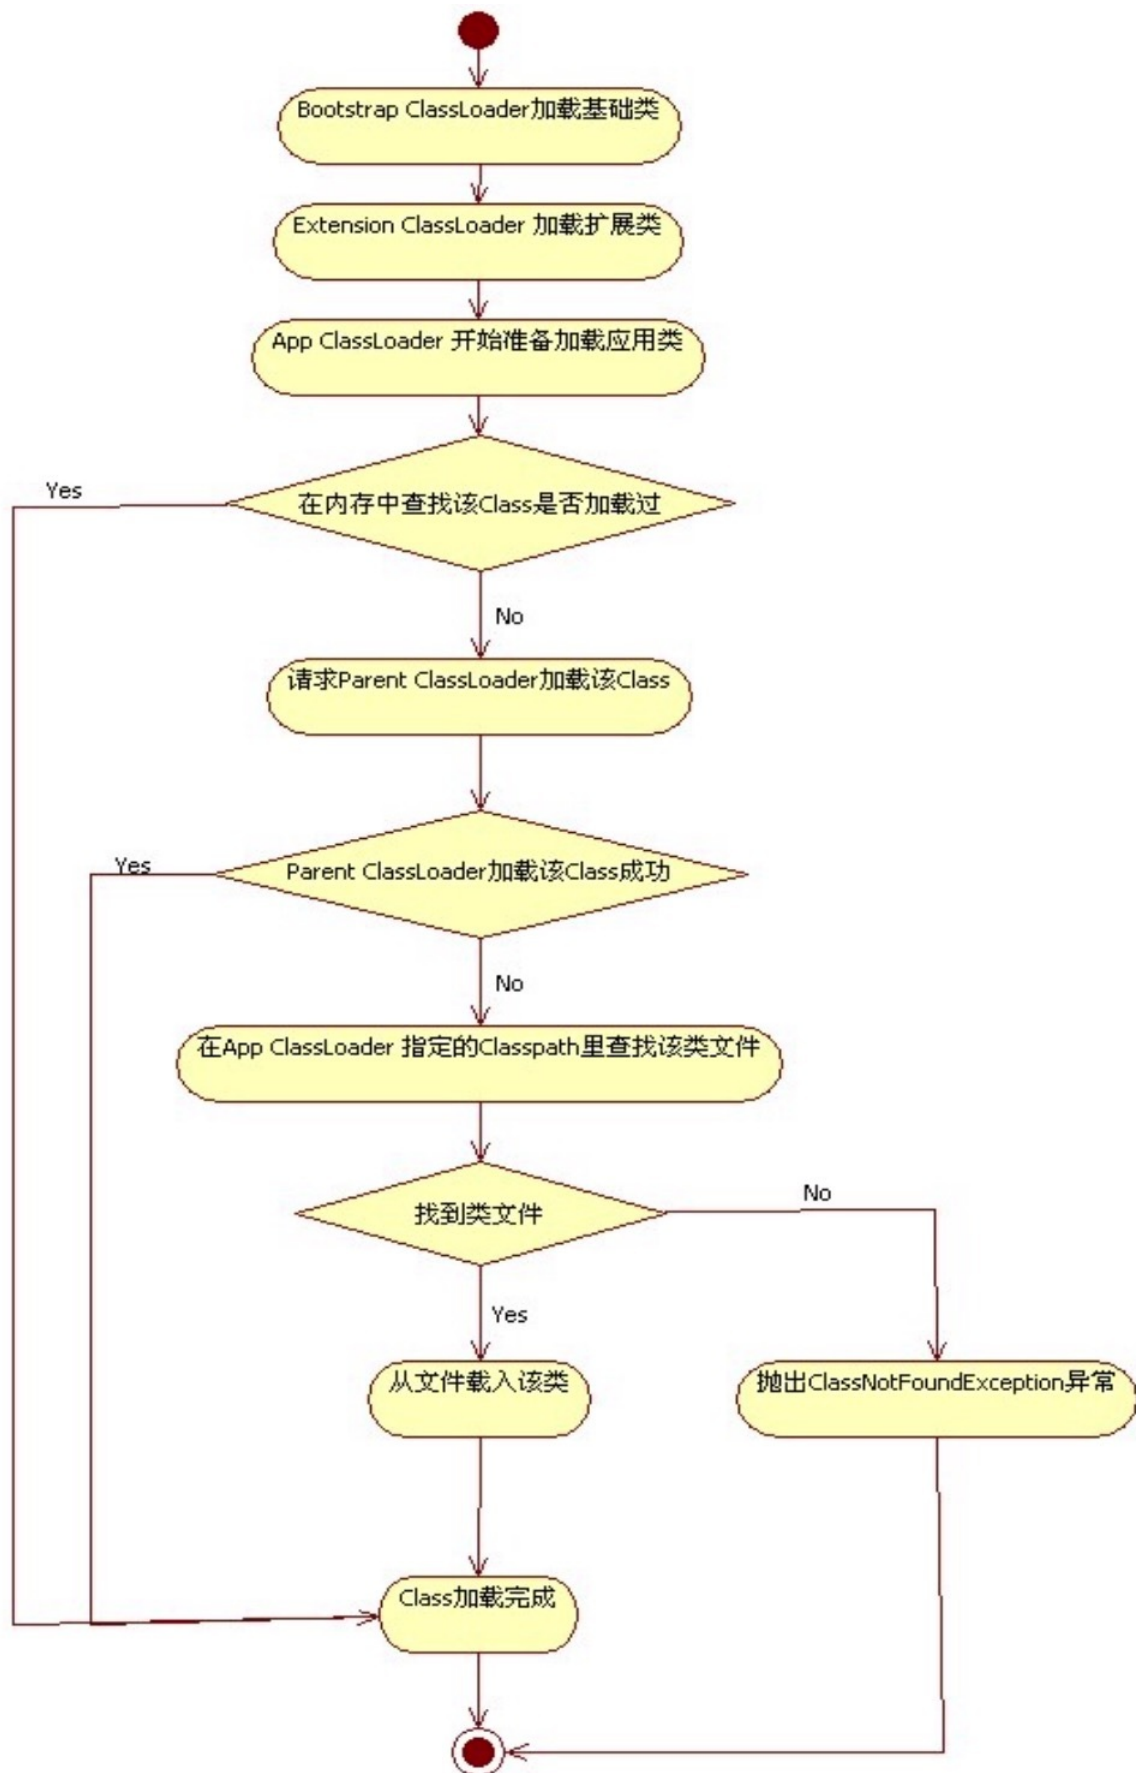 Bootstrap ClassLoader加载基础类
Extension ClassLoader 加载扩展类
App ClassLoader 开始准备加载应用类
Yes
在内存中查找该Class是否加载过
No
请求Parent ClassLoader加载该Class
Yes
Parent ClassLoader加载该Class成功
No
在App ClassLoader 指定的Classpath里查找该类文件
No
找到类文件
Yes
从文件载入该类
抛出ClassNotFoundException异常
Class加载完成